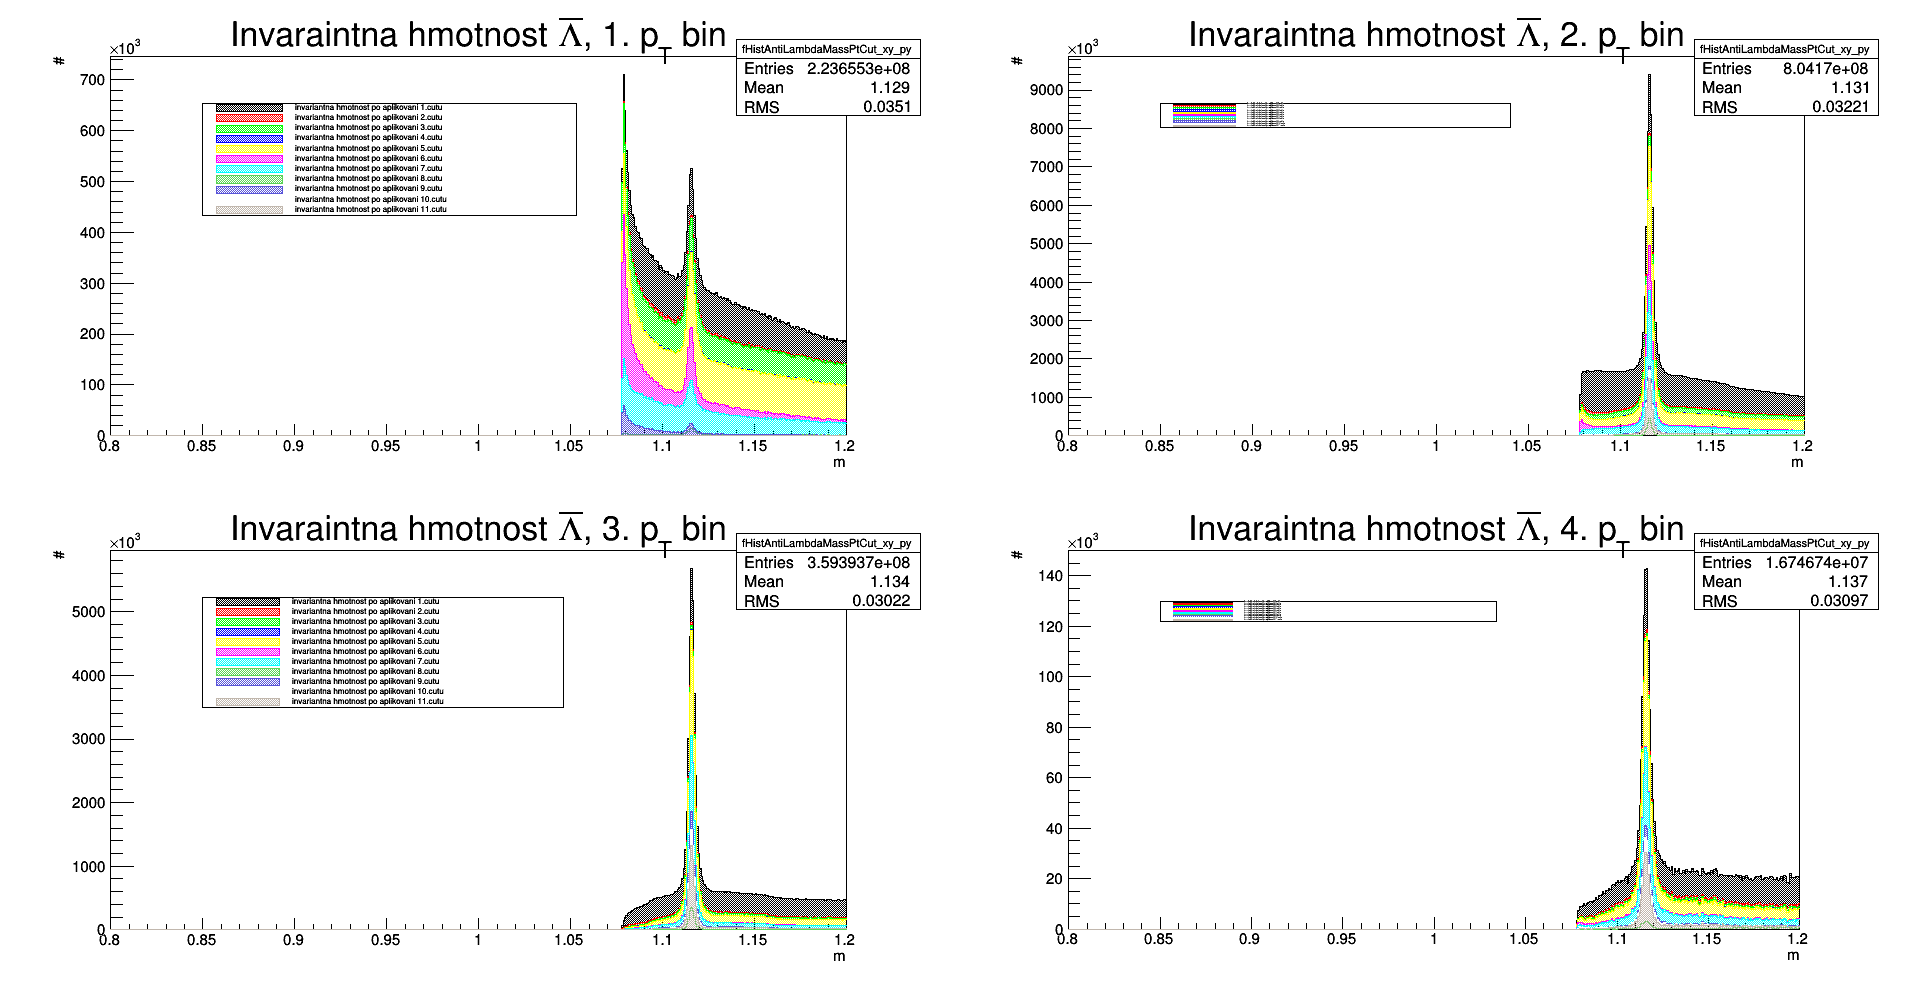 Invaraintna hmotnost Λ̅, 1. p_T bin
fHistAntiLambdaMassPtCut_xy_py
Entries 2.236553e+08
Mean 1.129
RMS 0.0351
×10³
#
700
600
500
400
300
200
100
0
invariantna hmotnost po aplikovani 1.cutu
invariantna hmotnost po aplikovani 2.cutu
invariantna hmotnost po aplikovani 3.cutu
invariantna hmotnost po aplikovani 4.cutu
invariantna hmotnost po aplikovani 5.cutu
invariantna hmotnost po aplikovani 6.cutu
invariantna hmotnost po aplikovani 7.cutu
invariantna hmotnost po aplikovani 8.cutu
invariantna hmotnost po aplikovani 9.cutu
invariantna hmotnost po aplikovani 10.cutu
invariantna hmotnost po aplikovani 11.cutu
0.8 0.85 0.9 0.95 1 1.05 1.1 1.15 1.2
m
Invaraintna hmotnost Λ̅, 2. p_T bin
fHistAntiLambdaMassPtCut_xy_py
Entries 8.0417e+08
Mean 1.131
RMS 0.03221
×10³
#
9000
8000
7000
6000
5000
4000
3000
2000
1000
0
0.8 0.85 0.9 0.95 1 1.05 1.1 1.15 1.2
m
Invaraintna hmotnost Λ̅, 3. p_T bin
fHistAntiLambdaMassPtCut_xy_py
Entries 3.593937e+08
Mean 1.134
RMS 0.03022
×10³
#
5000
4000
3000
2000
1000
0
invariantna hmotnost po aplikovani 1.cutu
invariantna hmotnost po aplikovani 2.cutu
invariantna hmotnost po aplikovani 3.cutu
invariantna hmotnost po aplikovani 4.cutu
invariantna hmotnost po aplikovani 5.cutu
invariantna hmotnost po aplikovani 6.cutu
invariantna hmotnost po aplikovani 7.cutu
invariantna hmotnost po aplikovani 8.cutu
invariantna hmotnost po aplikovani 9.cutu
invariantna hmotnost po aplikovani 10.cutu
invariantna hmotnost po aplikovani 11.cutu
0.8 0.85 0.9 0.95 1 1.05 1.1 1.15 1.2
m
Invaraintna hmotnost Λ̅, 4. p_T bin
fHistAntiLambdaMassPtCut_xy_py
Entries 1.674674e+07
Mean 1.137
RMS 0.03097
×10³
#
140
120
100
80
60
40
20
0
0.8 0.85 0.9 0.95 1 1.05 1.1 1.15 1.2
m